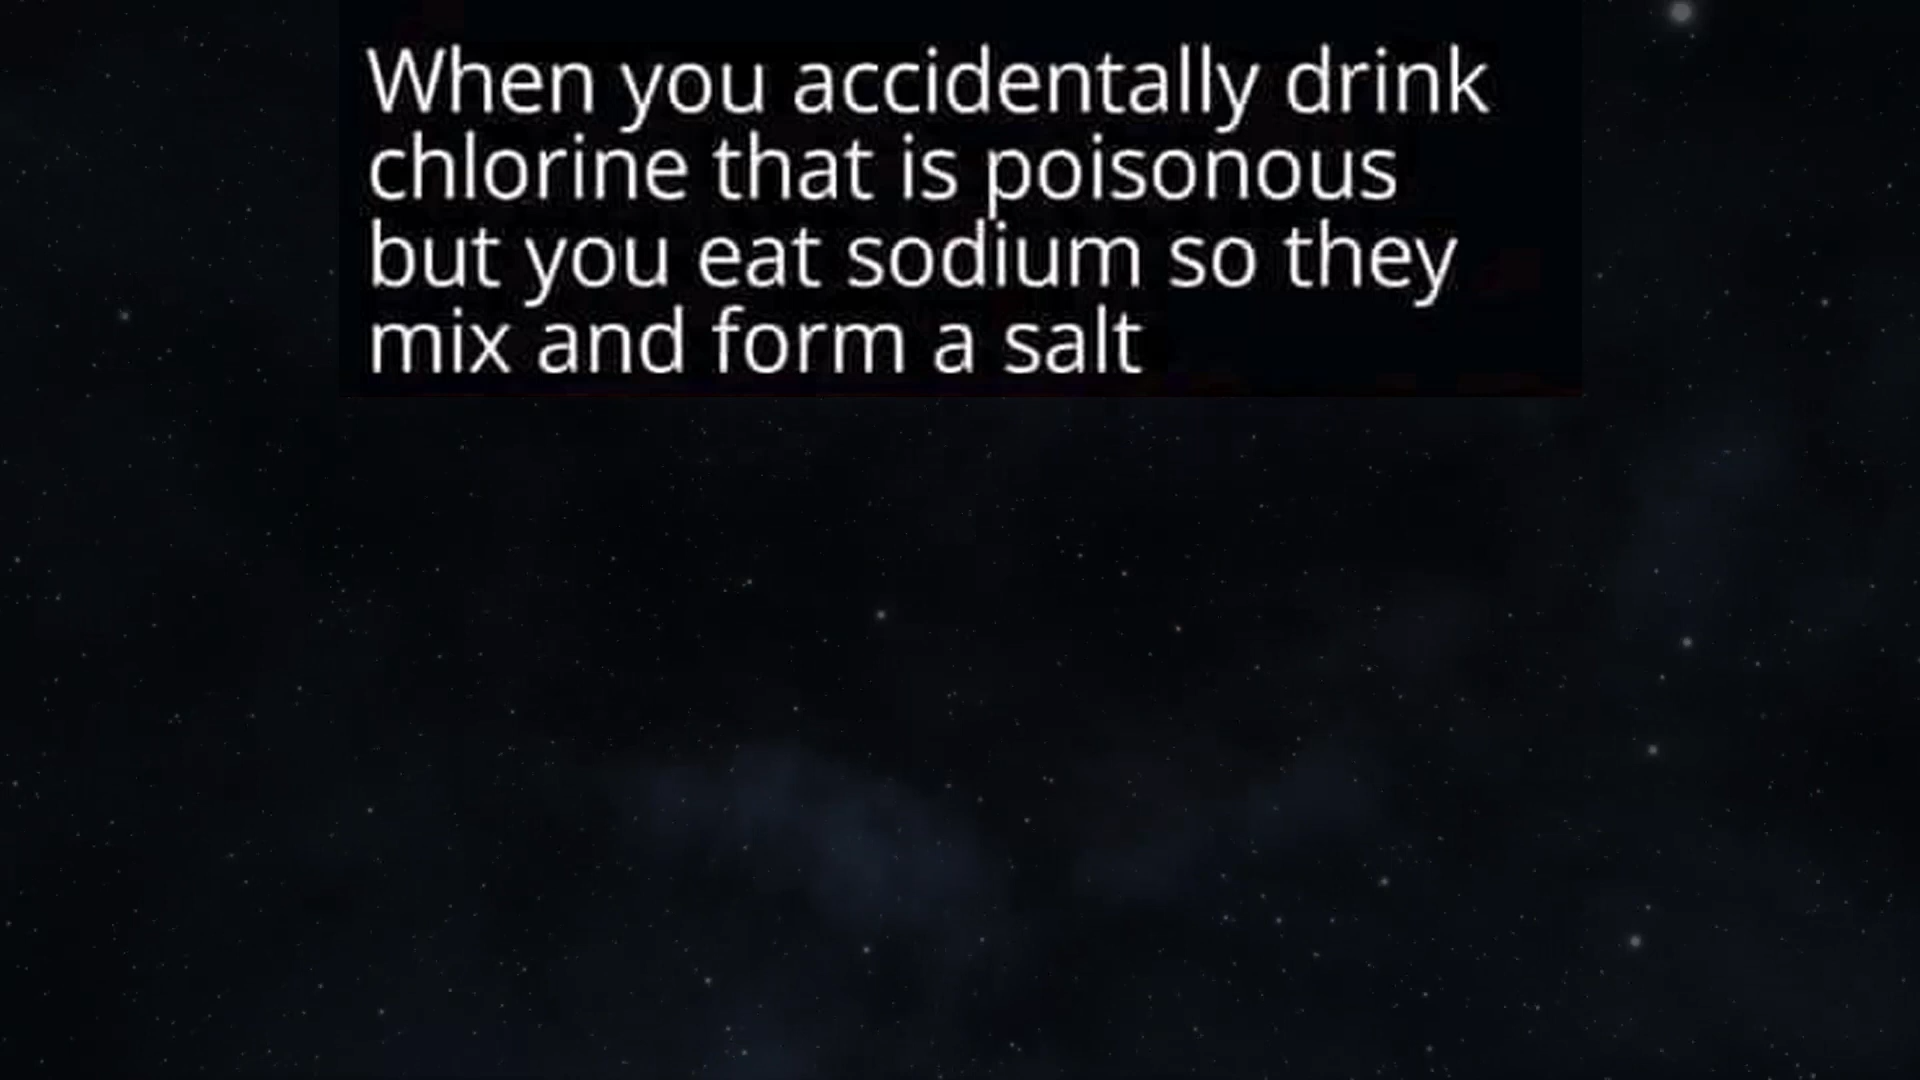 When you accidentally drink
chlorine that is poisonous
but you eat sodium so they
mix and form a salt